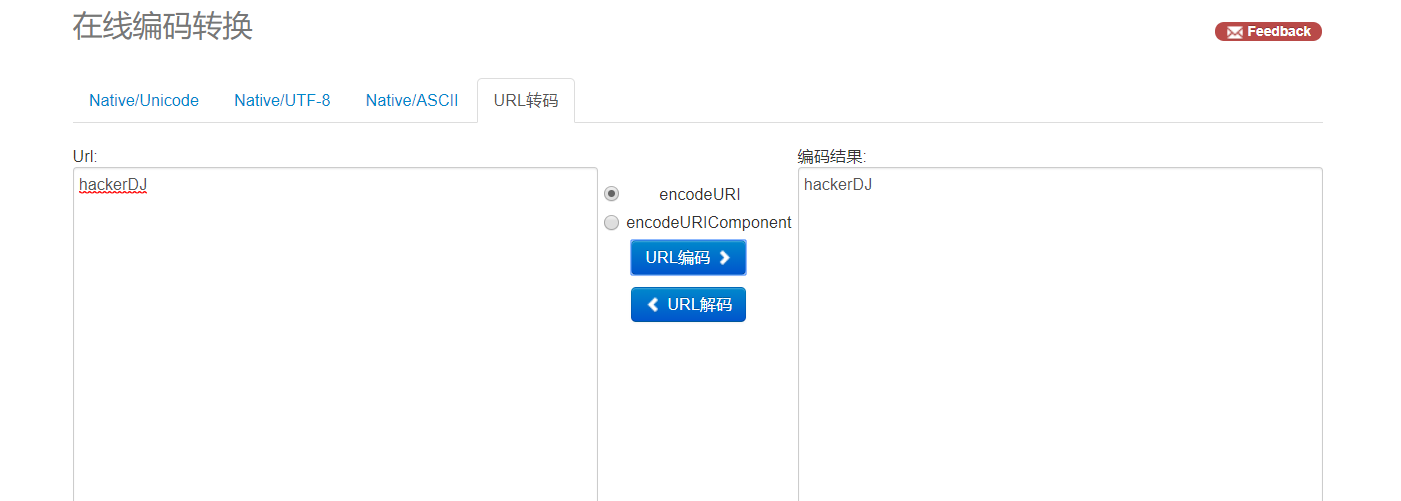 在线编码转换
Feedback
Native/Unicode Native/UTF-8 Native/ASCII URL转码
Url:
hackerDJ
encodeURI
encodeURIComponent
URL编码
URL解码
编码结果:
hackerDJ